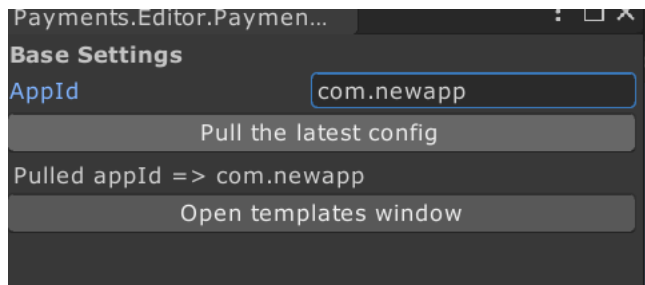 Payments.Editor.Paymen...
Base Settings
AppId com.newapp
Pull the latest config
Pulled appId => com.newapp
Open templates window